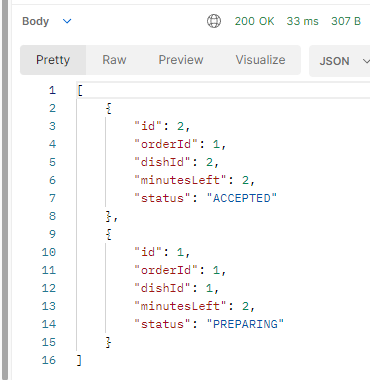 Body 200 OK 33 ms 307 B
Pretty Raw Preview Visualize JSON
1 [
2 {
3 "id": 2,
4 "orderId": 1,
5 "dishId": 2,
6 "minutesLeft": 2,
7 "status": "ACCEPTED"
8 },
9 {
10 "id": 1,
11 "orderId": 1,
12 "dishId": 1,
13 "minutesLeft": 2,
14 "status": "PREPARING"
15 }
16 ]